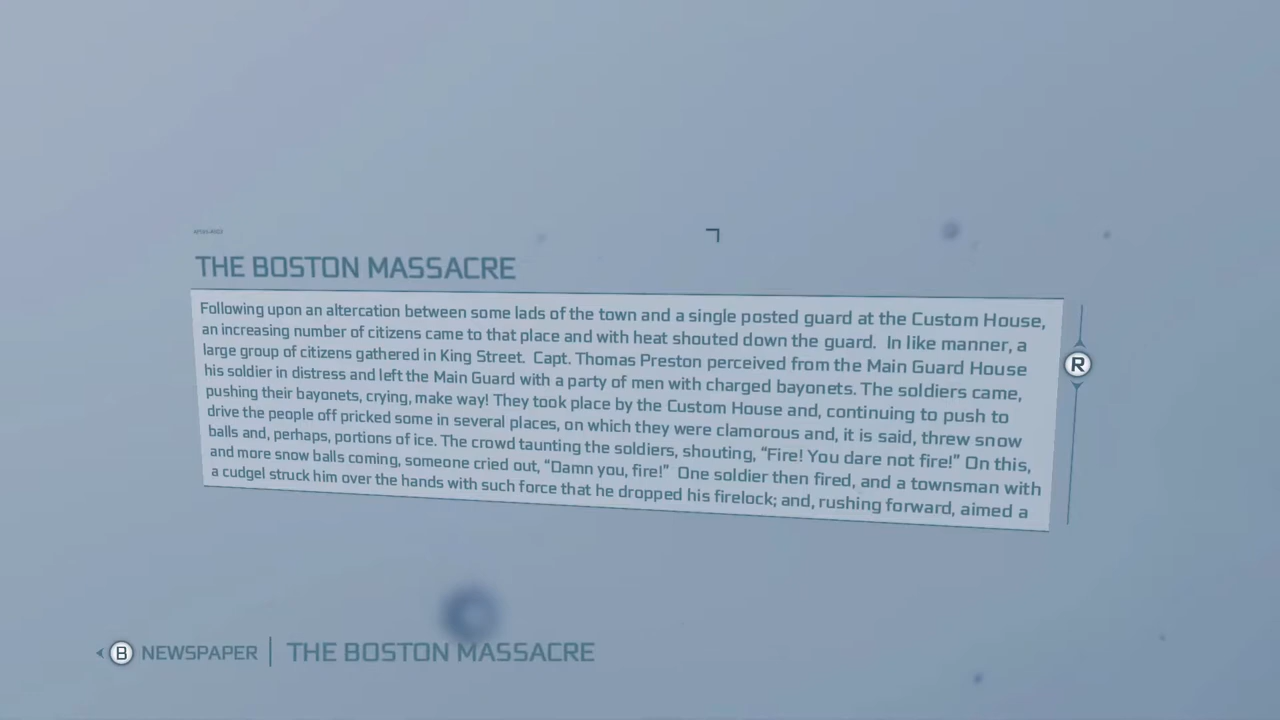 THE BOSTON MASSACRE
Following upon an altercation between some lads of the town and a single posted guard at the Custom House,
an increasing number of citizens came to that place and with heat shouted down the guard.  In like manner, a
large group of citizens gathered in King Street.  Capt. Thomas Preston perceived from the Main Guard House
his soldier in distress and left the Main Guard with a party of men with charged bayonets. The soldiers came,
pushing their bayonets, crying, make way! They took place by the Custom House and, continuing to push to
drive the people off pricked some in several places, on which they were clamorous and, it is said, threw snow
balls and, perhaps, portions of ice. The crowd taunting the soldiers, shouting, “Fire! You dare not fire!” On this,
and more snow balls coming, someone cried out, “Damn you, fire!”  One soldier then fired, and a townsman with
a cudgel struck him over the hands with such force that he dropped his firelock; and, rushing forward, aimed a
R
B NEWSPAPER | THE BOSTON MASSACRE